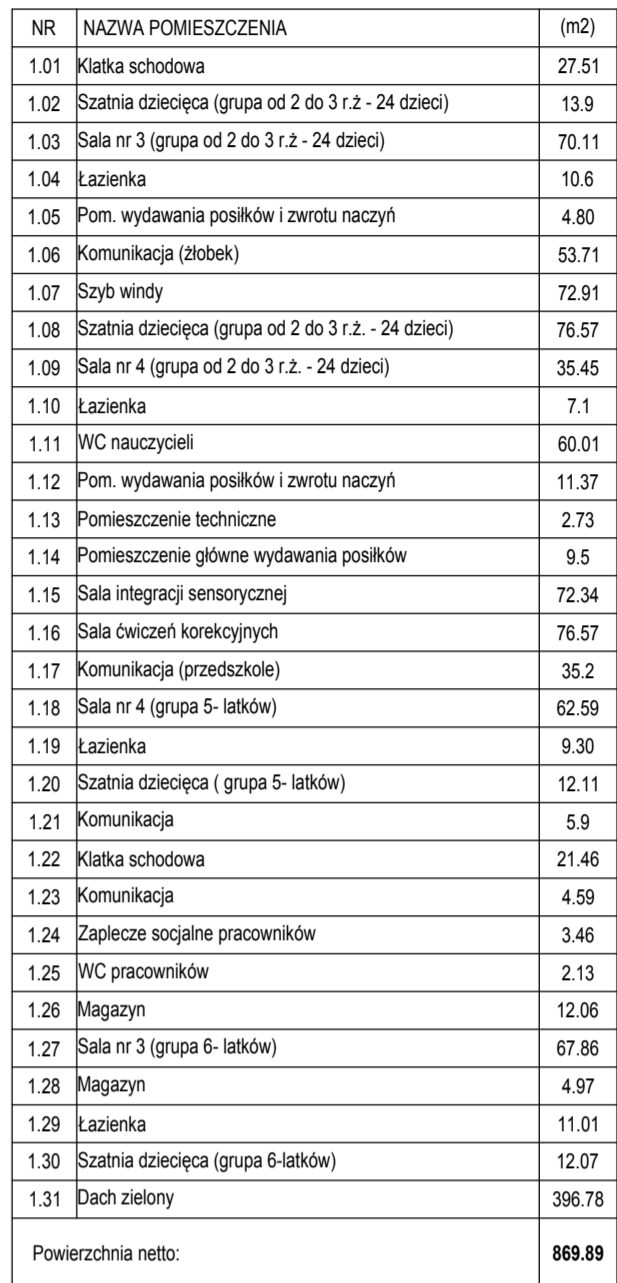 NR NAZWA POMIESZCZENIA (m2)
1.01 Klatka schodowa 27.51
1.02 Szatnia dziecięca (grupa od 2 do 3 r.ż - 24 dzieci) 13.9
1.03 Sala nr 3 (grupa od 2 do 3 r.ż - 24 dzieci) 70.11
1.04 Łazienka 10.6
1.05 Pom. wydawania posiłków i zwrotu naczyń 4.80
1.06 Komunikacja (żłobek) 53.71
1.07 Szyb windy 72.91
1.08 Szatnia dziecięca (grupa od 2 do 3 r.ż. - 24 dzieci) 76.57
1.09 Sala nr 4 (grupa od 2 do 3 r.ż. - 24 dzieci) 35.45
1.10 Łazienka 7.1
1.11 WC nauczycieli 60.01
1.12 Pom. wydawania posiłków i zwrotu naczyń 11.37
1.13 Pomieszczenie techniczne 2.73
1.14 Pomieszczenie główne wydawania posiłków 9.5
1.15 Sala integracji sensorycznej 72.34
1.16 Sala ćwiczeń korekcyjnych 76.57
1.17 Komunikacja (przedszkole) 35.2
1.18 Sala nr 4 (grupa 5- latków) 62.59
1.19 Łazienka 9.30
1.20 Szatnia dziecięca ( grupa 5- latków) 12.11
1.21 Komunikacja 5.9
1.22 Klatka schodowa 21.46
1.23 Komunikacja 4.59
1.24 Zaplecze socjalne pracowników 3.46
1.25 WC pracowników 2.13
1.26 Magazyn 12.06
1.27 Sala nr 3 (grupa 6- latków) 67.86
1.28 Magazyn 4.97
1.29 Łazienka 11.01
1.30 Szatnia dziecięca (grupa 6-latków) 12.07
1.31 Dach zielony 396.78
Powierzchnia netto: 869.89